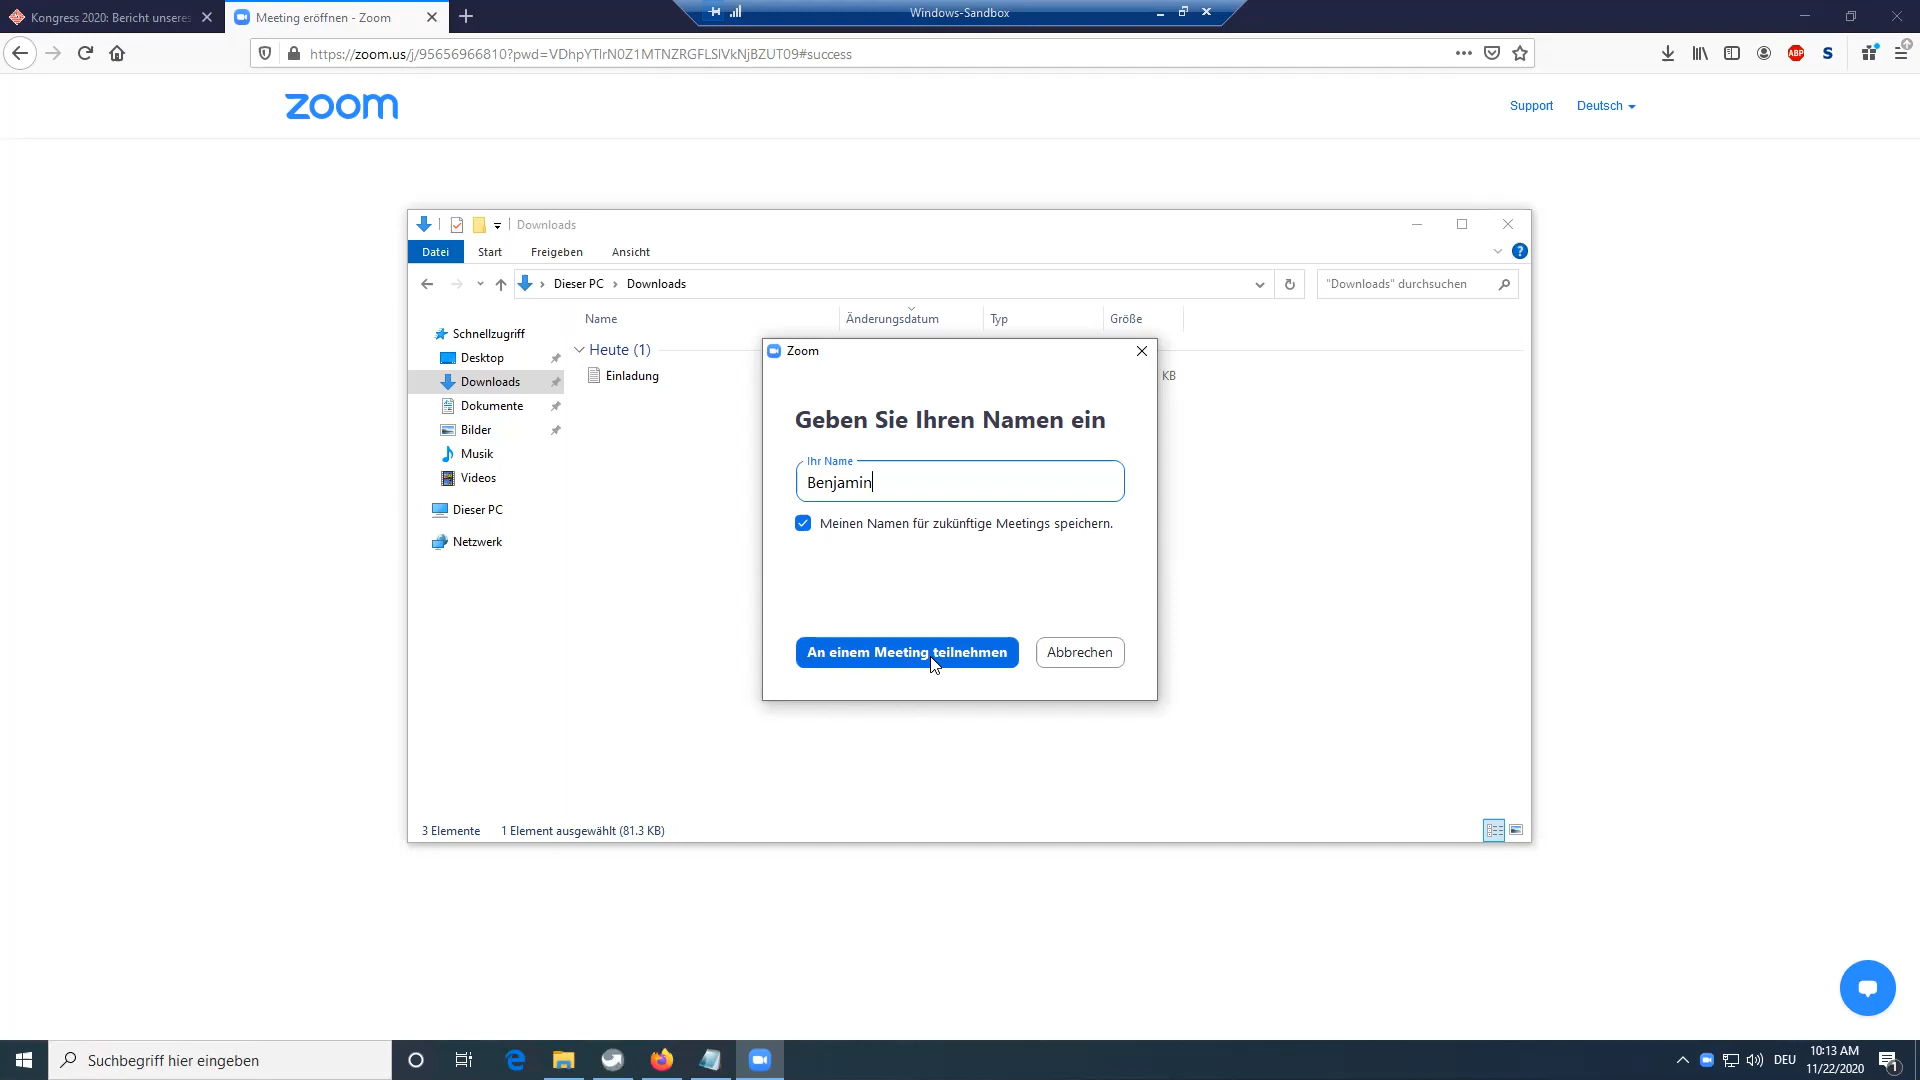 Kongress 2020: Bericht unseres
Meeting eröffnen - Zoom
Windows-Sandbox
https://zoom.us/j/95656966810?pwd=VDhpYTlrN0Z1MTNZRGFLSlVkNjBZUT09#success
ABP
S
zoom
Support
Deutsch
Downloads
Datei
Start
Freigeben
Ansicht
?
Dieser PC
Downloads
"Downloads" durchsuchen
Name
Änderungsdatum
Typ
Größe
Schnellzugriff
Desktop
Downloads
Dokumente
Bilder
Musik
Videos
Dieser PC
Netzwerk
Heute (1)
Einladung
KB
Zoom
Geben Sie Ihren Namen ein
Ihr Name
Benjamin
Meinen Namen für zukünftige Meetings speichern.
An einem Meeting teilnehmen
Abbrechen
3 Elemente
1 Element ausgewählt (81.3 KB)
Suchbegriff hier eingeben
DEU
10:13 AM
11/22/2020
1